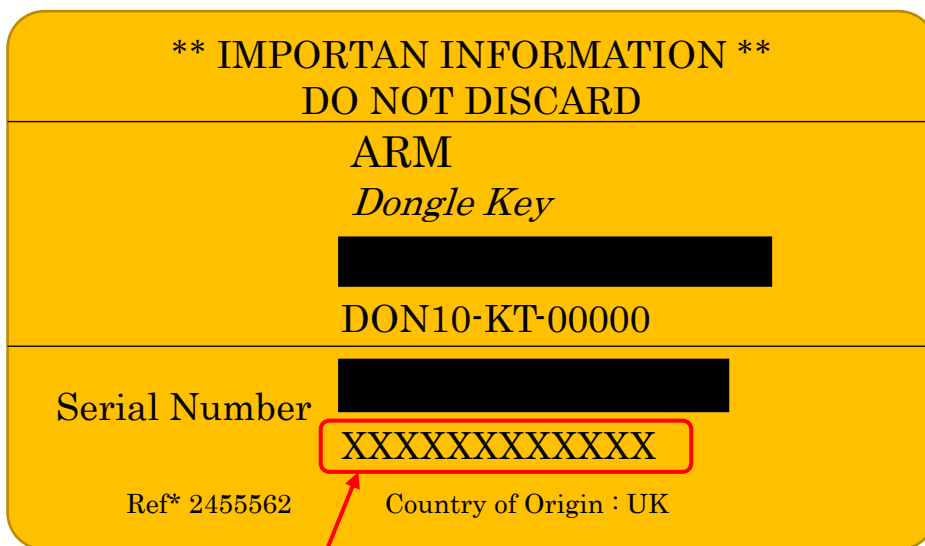 ** IMPORTAN INFORMATION **
DO NOT DISCARD
ARM
Dongle Key
DON10-KT-00000
Serial Number
XXXXXXXXXXXX
Ref* 2455562 Country of Origin : UK